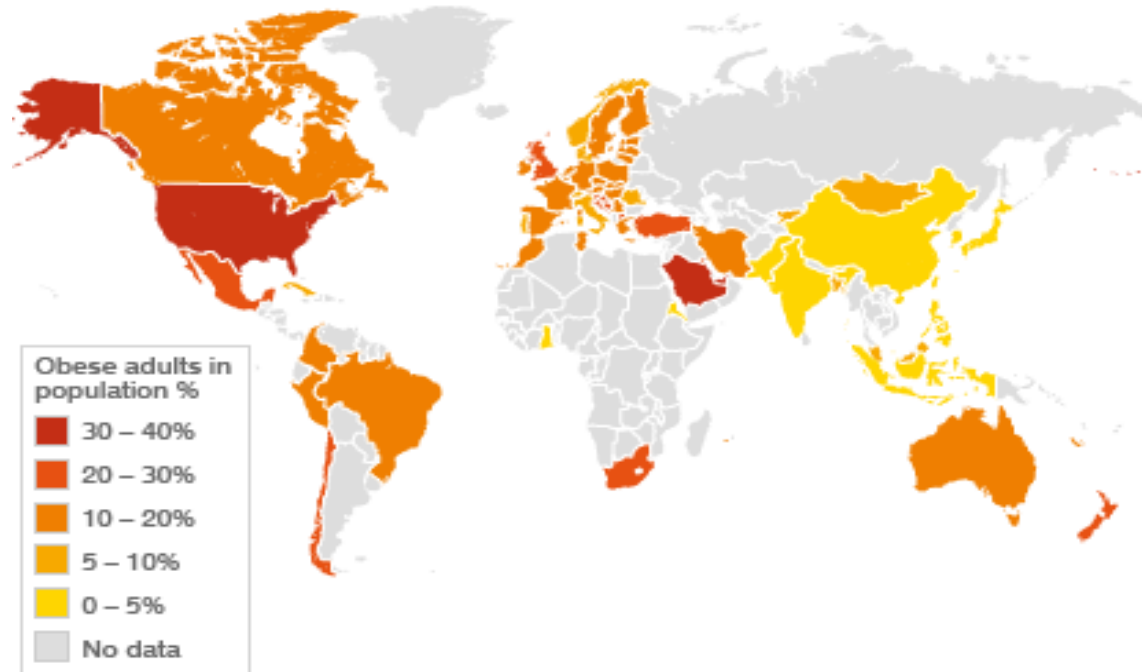 Obese adults in
population %
30 – 40%
20 – 30%
10 – 20%
5 – 10%
0 – 5%
No data